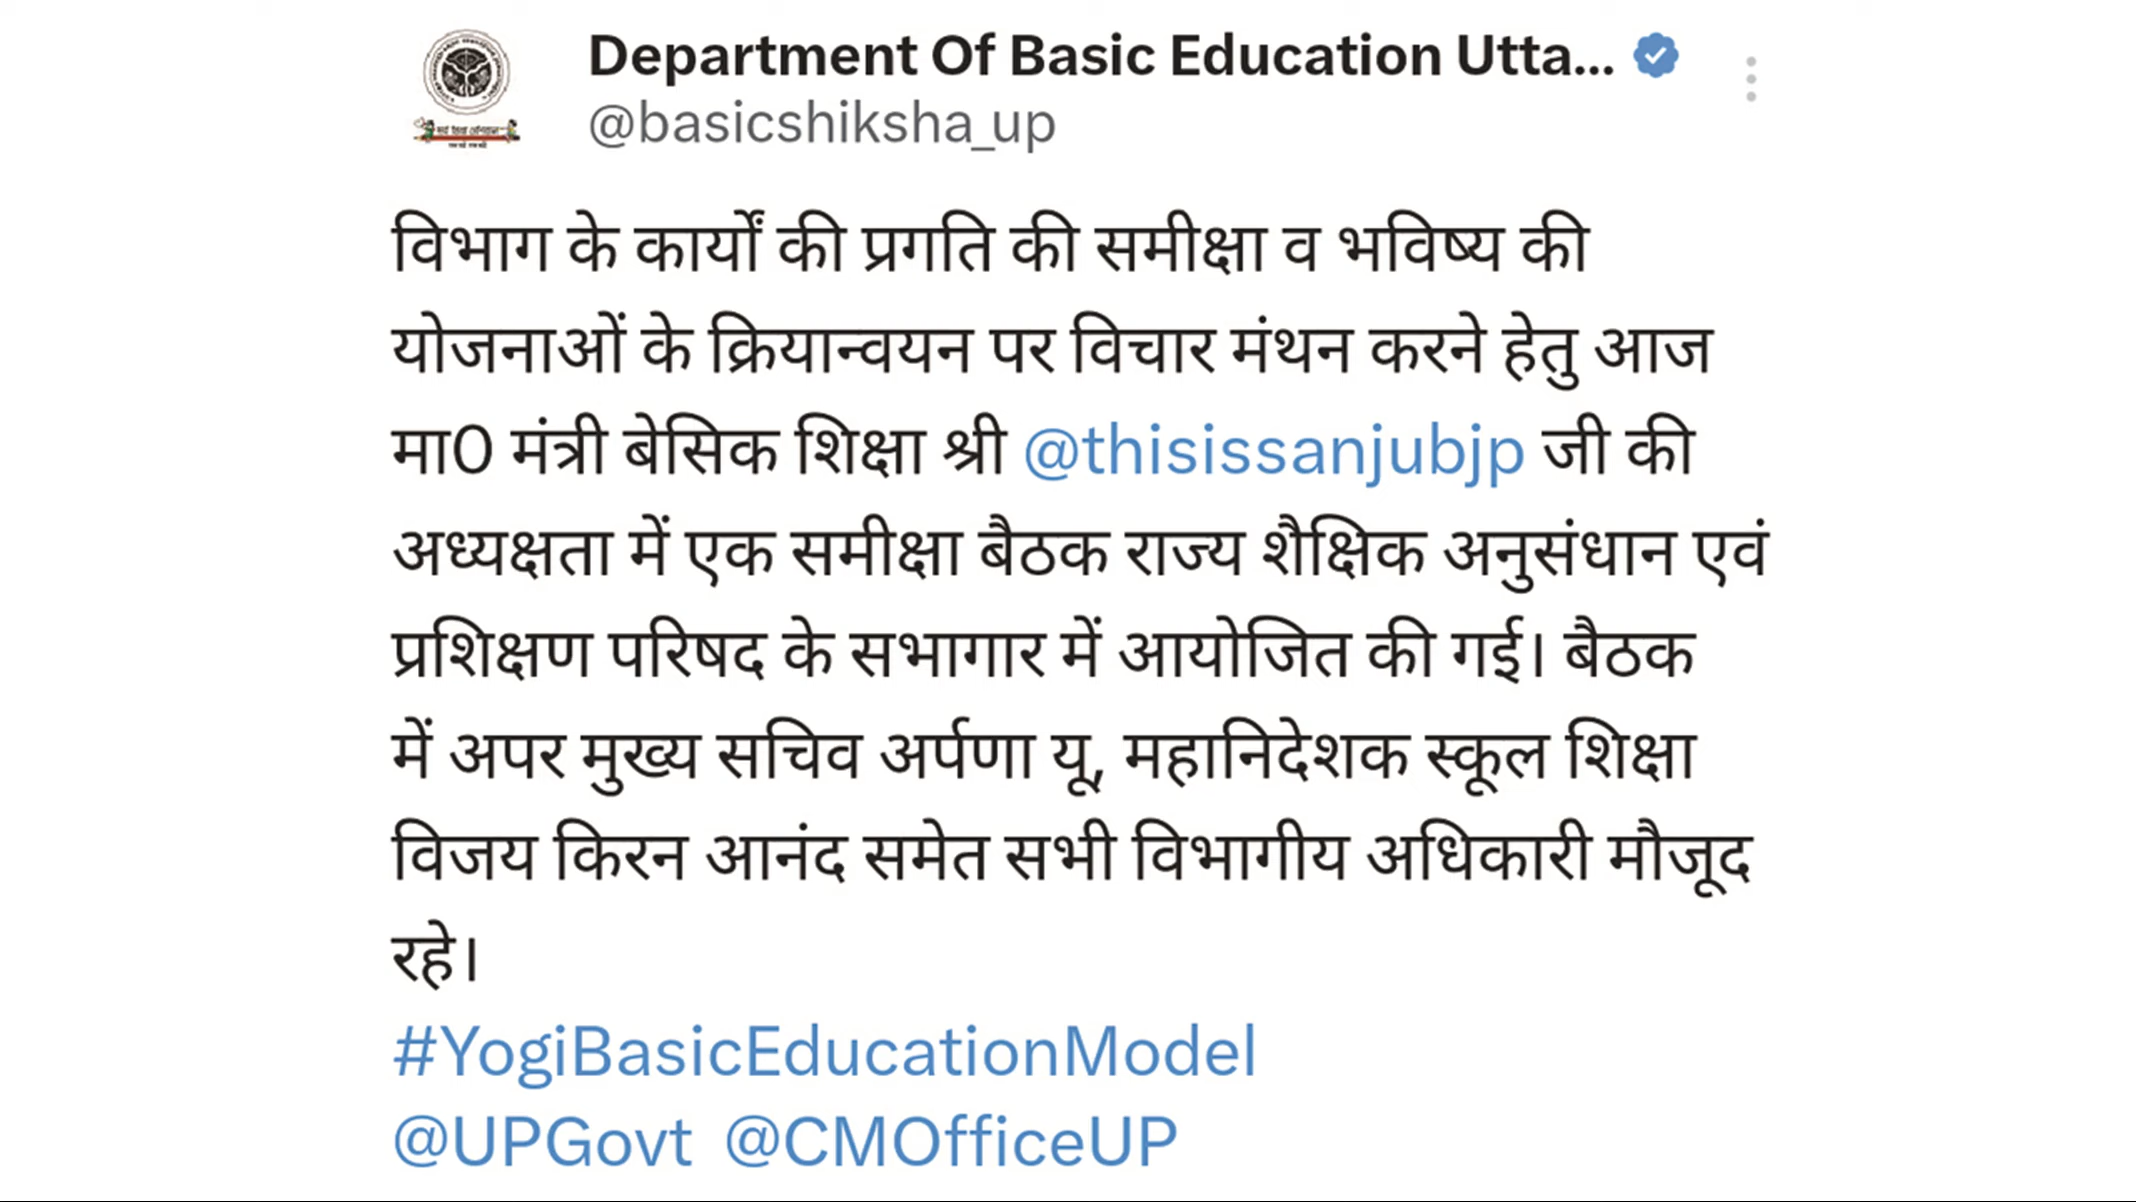 Department Of Basic Education Utta...
@basicshiksha_up
विभाग के कार्यों की प्रगति की समीक्षा व भविष्य की
योजनाओं के क्रियान्वयन पर विचार मंथन करने हेतु आज
मा0 मंत्री बेसिक शिक्षा श्री @thisissanjubjp जी की
अध्यक्षता में एक समीक्षा बैठक राज्य शैक्षिक अनुसंधान एवं
प्रशिक्षण परिषद के सभागार में आयोजित की गई। बैठक
में अपर मुख्य सचिव अर्पणा यू, महानिदेशक स्कूल शिक्षा
विजय किरन आनंद समेत सभी विभागीय अधिकारी मौजूद
रहे।
#YogiBasicEducationModel
@UPGovt @CMOfficeUP